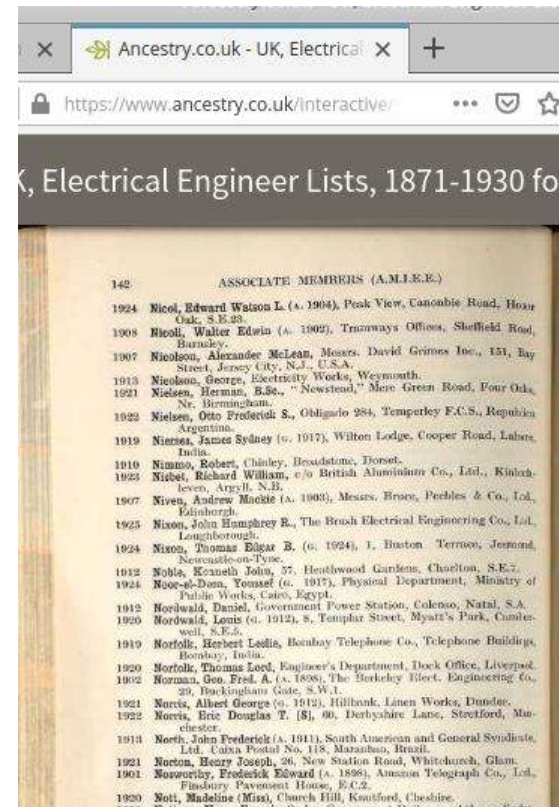 Ancestry.co.uk - UK, Electrical
https://www.ancestry.co.uk/interactive/
K, Electrical Engineer Lists, 1871-1930 fo
142 ASSOCIATE MEMBERS (A.M.I.E.E.)
1924 Nicol, Edward Watson L. (A. 1904), Peak View, Canonbie Road, Honor
Oak, S.E.23.
1908 Nicoll, Walter Edwin (A. 1902), Tramways Offices, Sheffield Road,
Barnsley.
1907 Nicolson, Alexander McLean, Messrs. David Grimes Inc., 151, Bay
Street, Jersey City, N.J., U.S.A.
1913 Nicolson, George, Electricity Works, Weymouth.
1921 Nielsen, Herman, B.Sc., "Newstead," Mere Green Road, Four Oaks,
Nr. Birmingham.
1922 Nielsen, Otto Frederick S., Obligado 284, Temperley F.C.S., Republica
Argentina.
1919 James Sydney (G. 1917), Wilton Lodge, Cooper Road, Lahore,
India.
1910 Nimmo, Robert, Chinley, Broadstone, Dorset.
1923 Nisbet, Richard William, c/o British Aluminium Co., Ltd., Kinloch-
leven, Argyll, N.B.
1907 Niven, Andrew Mackie (A. 1903), Messrs. Bruce, Peebles & Co., Ltd.,
Edinburgh.
1925 Nixon, John Humphrey R., The Brush Electrical Engineering Co., Ltd.,
Loughborough.
1924 Nixon, Thomas Edgar B. (G. 1924), 1, Buston Terrace, Jesmond,
Newcastle-on-Tyne.
1912 Noble, Kenneth John, 57, Heathwood Gardens, Charlton, S.E.7.
1924 Noor-el-Deen, Youssef (G. 1917), Physical Department, Ministry of
Public Works, Cairo, Egypt.
1912 Nordwald, Daniel, Government Power Station, Colenso, Natal, S.A.
1920 Nordwald, Louis (G. 1912), 8, Templar Street, Myatt's Park, Camber-
well, S.E.5.
1919 Norfolk, Herbert Leslie, Bombay Telephone Co., Telephone Buildings,
Bombay, India.
1920 Norfolk, Thomas Lord, Engineer's Department, Dock Office, Liverpool.
1902 Norman, Geo. Fred. A. (A. 1898), The Berkeley Elect. Engineering Co.,
29, Buckingham Gate, S.W.1.
1921 Norris, Albert George (G. 1912), Hillbank, Linen Works, Dundee.
1922 Norris, Eric Douglas T. [S], 60, Derbyshire Lane, Stretford, Man-
chester.
1913 North, John Frederick (A. 1911), South American and General Syndicate,
Ltd. Caixa Postal No. 118, Maranhao, Brazil.
1921 Norton, Henry Joseph, 26, New Station Road, Whitchurch, Glam.
1901 Nosworthy, Frederick Edward (A. 1898), Amazon Telegraph Co., Ltd.,
Finsbury Pavement House, E.C.2.
1920 Nott, Madeline (Miss), Church Hill, Knutsford, Cheshire.